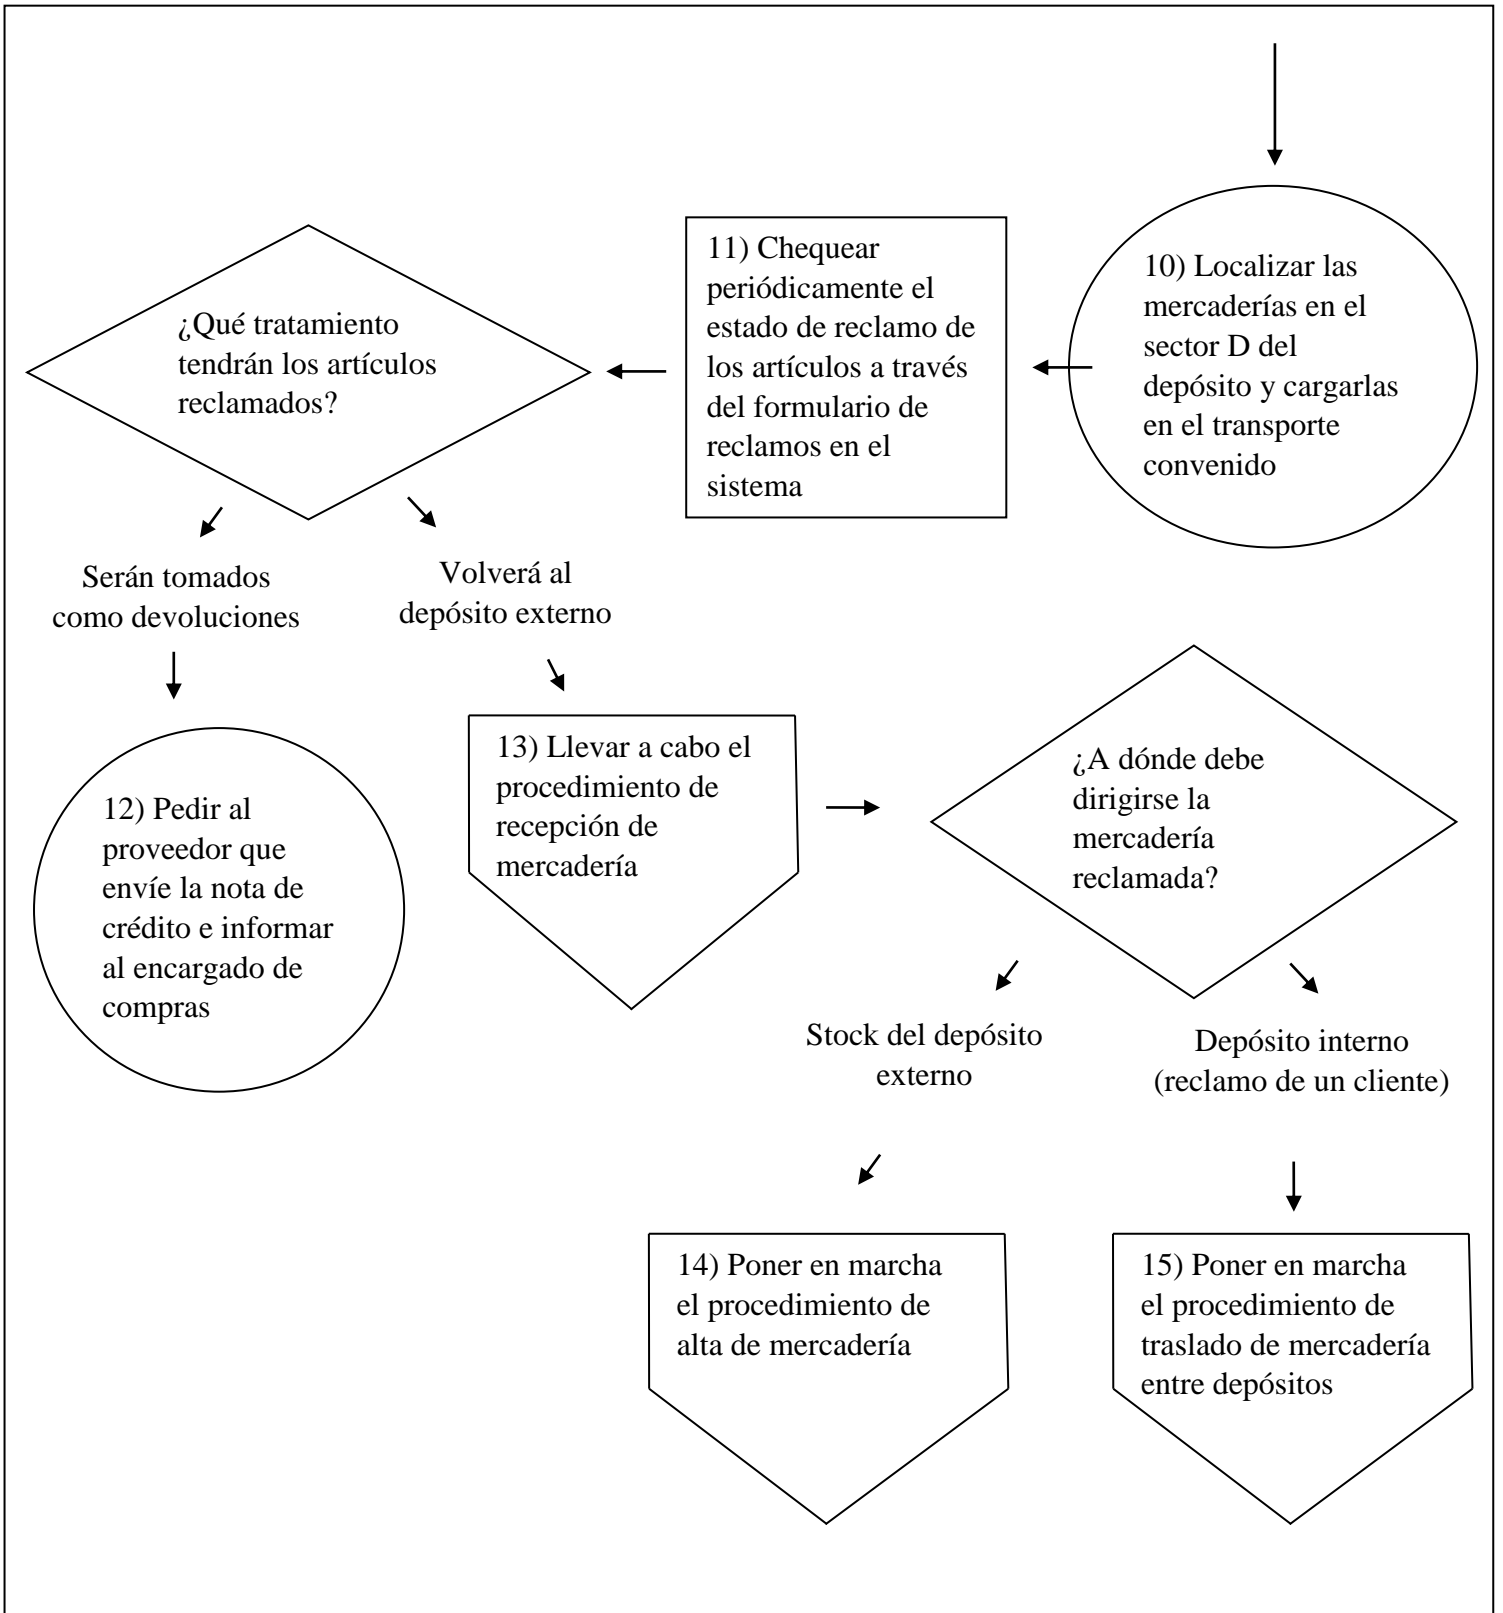 10) Localizar las
mercaderías en el
sector D del
depósito y cargarlas
en el transporte
convenido
11) Chequear
periódicamente el
estado de reclamo de
los artículos a través
del formulario de
reclamos en el
sistema
¿Qué tratamiento
tendrán los artículos
reclamados?
Serán tomados
como devoluciones
Volverá al
depósito externo
12) Pedir al
proveedor que
envíe la nota de
crédito e informar
al encargado de
compras
13) Llevar a cabo el
procedimiento de
recepción de
mercadería
¿A dónde debe
dirigirse la
mercadería
reclamada?
Stock del depósito
externo
Depósito interno
(reclamo de un cliente)
14) Poner en marcha
el procedimiento de
alta de mercadería
15) Poner en marcha
el procedimiento de
traslado de mercadería
entre depósitos